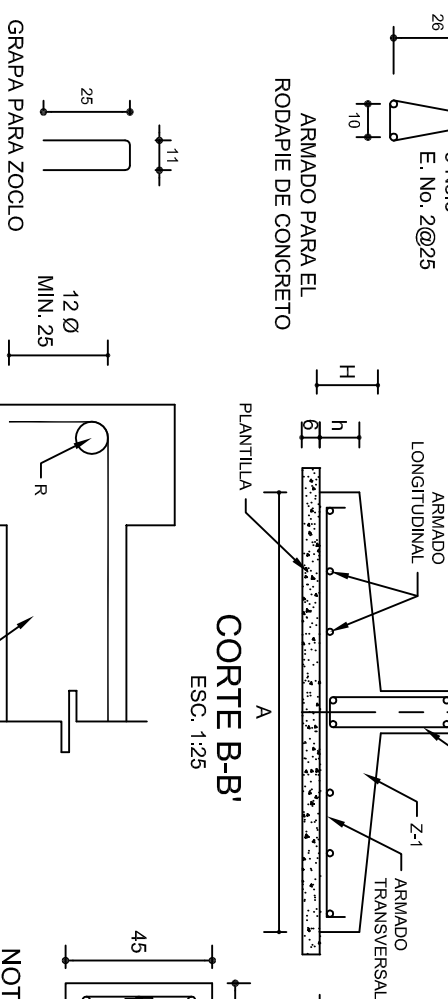 26
10
E. No. 2@25
ARMADO PARA EL
RODAPIE DE CONCRETO
25
11
GRAPA PARA ZOCLO
12 Ø
MIN. 25
R
H
h
6
PLANTILLA
ARMADO
LONGITUDINAL
A
Z-1
ARMADO
TRANSVERSAL
CORTE B-B'
ESC. 1:25
45
NOT